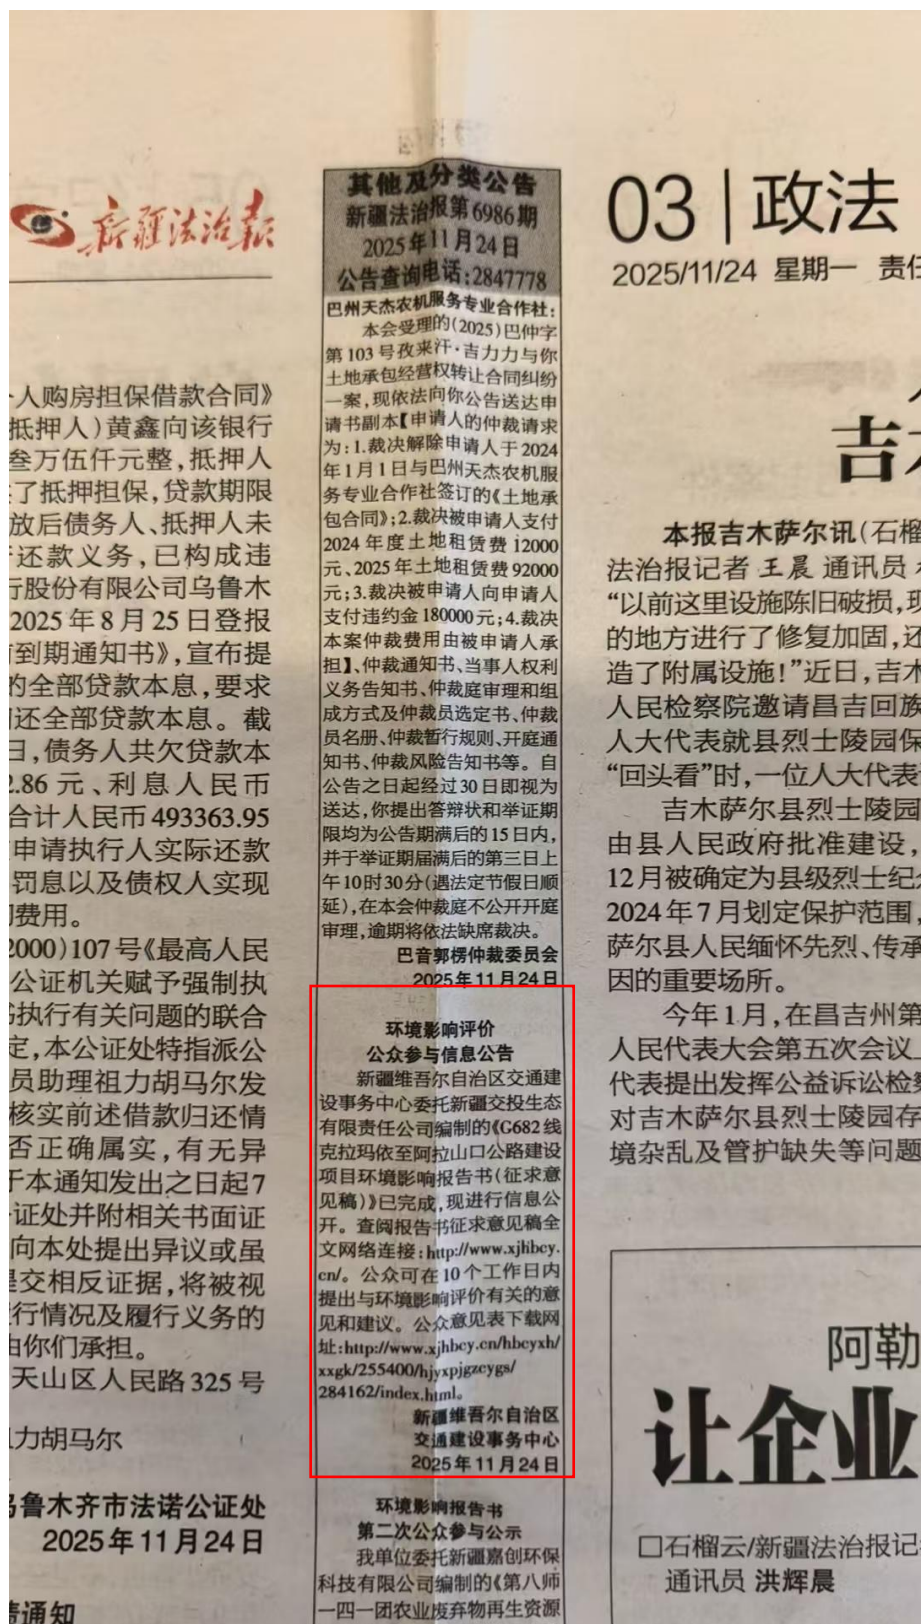 新疆法治报
人购房担保借款合同》
抵押人）黄鑫向该银行
叁万伍仟元整，抵押人
了抵押担保，贷款期限
放后债务人、抵押人未
还款义务，已构成违
行股份有限公司乌鲁木
2025年8月25日登报
前到期通知书》，宣布提
的全部贷款本息，要求
还全部贷款本息。截
日，债务人共欠贷款本
2.86元、利息人民币
合计人民币493363.95
申请执行人实际还款
罚息以及债权人实现
费用。
2000）107号《最高人民
公证机关赋予强制执
执行有关问题的联合
定，本公证处特指派公
员助理祖力胡马尔发
核实前述借款归还情
否正确属实，有无异
于本通知发出之日起7
证处并附相关书面证
向本处提出异议或虽
提交相反证据，将被视
行情况及履行义务的
由你们承担。
天山区人民路325号
力胡马尔
乌鲁木齐市法诺公证处
2025年11月24日
通知
其他及分类公告
新疆法治报第6986期
2025年11月24日
公告查询电话：2847778
巴州天杰农机服务专业合作社：
本会受理的（2025）巴仲字
第103号孜来汗·吉力力与你
土地承包经营权转让合同纠纷
一案，现依法向你公告送达申
请书副本【申请人的仲裁请求
为：1.裁决解除申请人于2024
年1月1日与巴州天杰农机服
务专业合作社签订的《土地承
包合同》；2.裁决被申请人支付
2024年度土地租赁费12000
元、2025年土地租赁费92000
元；3.裁决被申请人向申请人
支付违约金180000元；4.裁决
本案仲裁费用由被申请人承
担】、仲裁通知书、当事人权利
义务告知书、仲裁庭审理和组
成方式及仲裁员选定书、仲裁
员名册、仲裁暂行规则、开庭通
知书、仲裁风险告知书等。自
公告之日起经过30日即视为
送达，你提出答辩状和举证期
限均为公告期满后的15日内，
并于举证期届满后的第三日上
午10时30分（遇法定节假日顺
延），在本会仲裁庭不公开开庭
审理，逾期将依法缺席裁决。
巴音郭楞仲裁委员会
2025年11月24日
环境影响评价
公众参与信息公告
新疆维吾尔自治区交通建
设事务中心委托新疆交投生态
有限责任公司编制的《G682线
克拉玛依至阿拉山口公路建设
项目环境影响报告书（征求意
见稿）》已完成，现进行信息公
开。查阅报告书征求意见稿全
文网络连接：http://www.xjhbcy.
cn/。公众可在10个工作日内
提出与环境影响评价有关的意
见和建议。公众意见表下载网
址：http://www.xjhbcy.cn/hbcyxh/
xxgk/255400/hjyxpjgzcygs/
284162/index.html。
新疆维吾尔自治区
交通建设事务中心
2025年11月24日
环境影响报告书
第二次公众参与公示
我单位委托新疆嘉创环保
科技有限公司编制的《第八师
一四一团农业废弃物再生资源
03|政法
2025/11/24 星期一 责任
吉木
本报吉木萨尔讯（石榴
法治报记者 王晨 通讯员
“以前这里设施陈旧破损，现
的地方进行了修复加固，还
造了附属设施！”近日，吉木
人民检察院邀请昌吉回族
人大代表就县烈士陵园保
“回头看”时，一位人大代表
吉木萨尔县烈士陵园
由县人民政府批准建设，
12月被确定为县级烈士纪念
2024年7月划定保护范围，
萨尔县人民缅怀先烈、传承
因的重要场所。
今年1月，在昌吉州第
人民代表大会第五次会议上
代表提出发挥公益诉讼检察
对吉木萨尔县烈士陵园存
境杂乱及管护缺失等问题
阿勒
让企业
□石榴云/新疆法治报记者
通讯员 洪辉晨